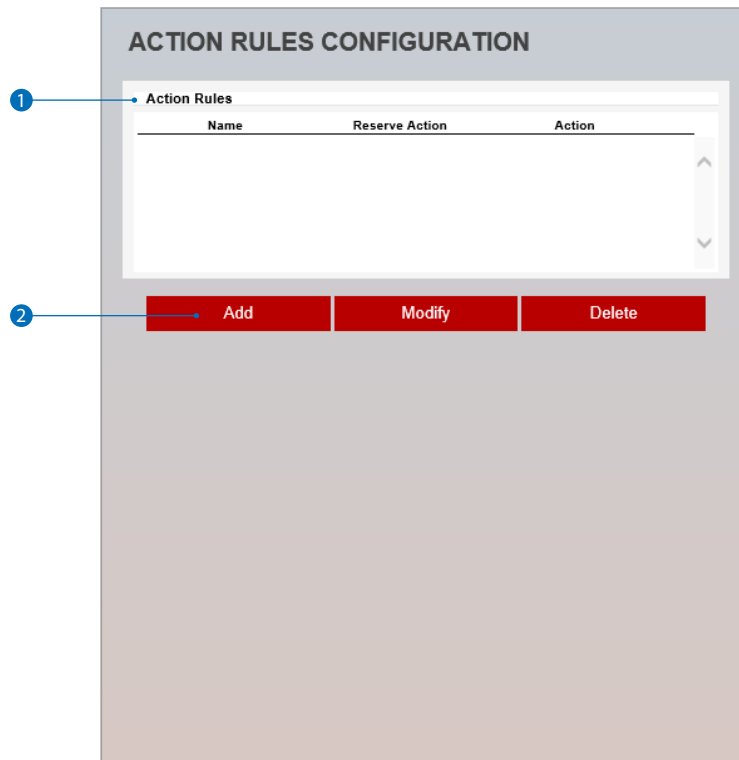 ACTION RULES CONFIGURATION
1 Action Rules
Name Reserve Action Action
2 Add Modify Delete